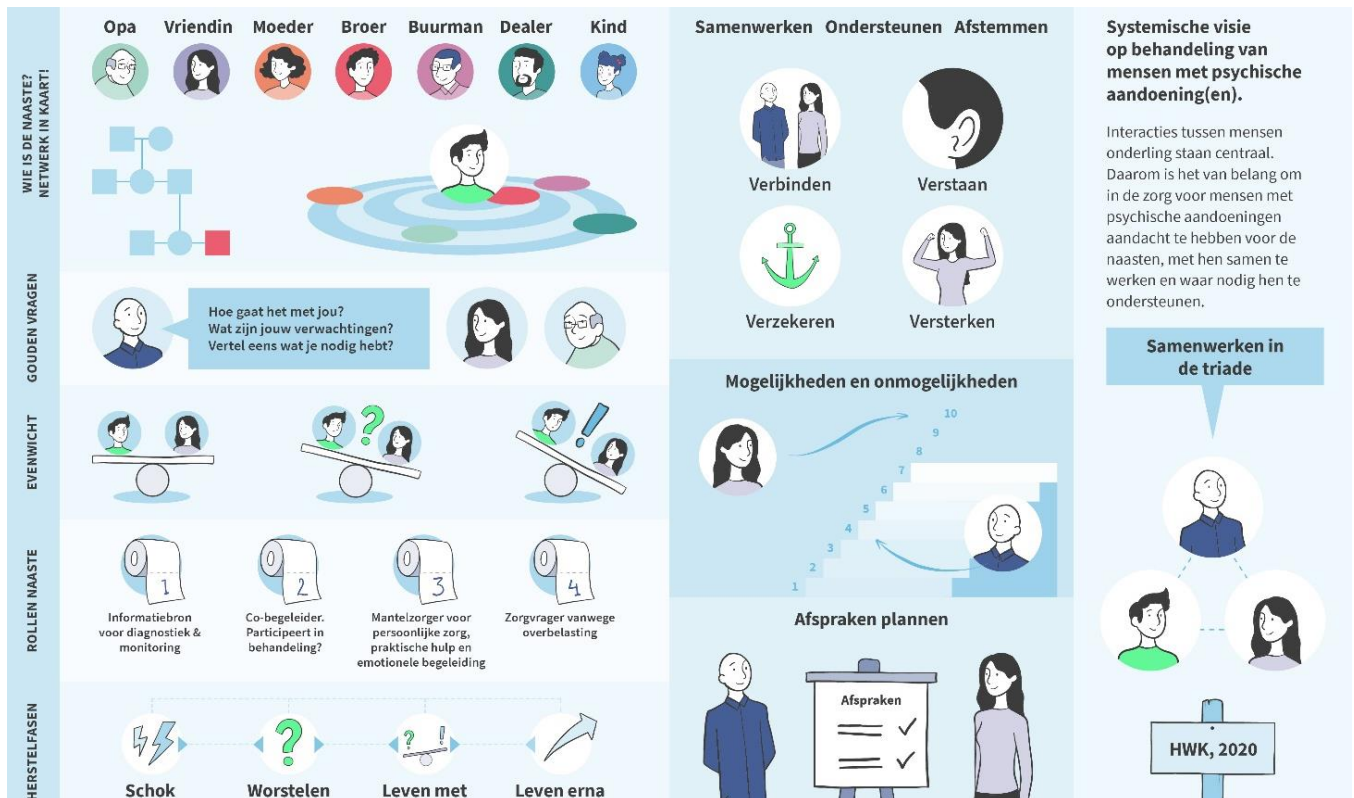 WIE IS DE NAASTE?
NETWERK IN KAART!
Opa
Vriendin
Moeder
Broer
Buurman
Dealer
Kind
GOUDEN VRAGEN
Hoe gaat het met jou?
Wat zijn jouw verwachtingen?
Vertel eens wat je nodig hebt?
EVENWICHT
?
!
ROLLEN NAASTE
1
Informatiebron
voor diagnostiek &
monitoring
2
Co-begeleider.
Participeert in
behandeling?
3
Mantelzorger voor
persoonlijke zorg,
praktische hulp en
emotionele begeleiding
4
Zorgvrager vanwege
overbelasting
HERSTELFASEN
?
? !
Schok
Worstelen
Leven met
Leven erna
Samenwerken Ondersteunen Afstemmen
Verbinden
Verstaan
Verzekeren
Versterken
Mogelijkheden en onmogelijkheden
10
9
8
7
6
5
4
3
2
1
Afspraken plannen
Afspraken
Systemische visie
op behandeling van
mensen met psychische
aandoening(en).
Interacties tussen mensen
onderling staan centraal.
Daarom is het van belang om
in de zorg voor mensen met
psychische aandoeningen
aandacht te hebben voor de
naasten, met hen samen te
werken en waar nodig hen te
ondersteunen.
Samenwerken in
de triade
HWK, 2020